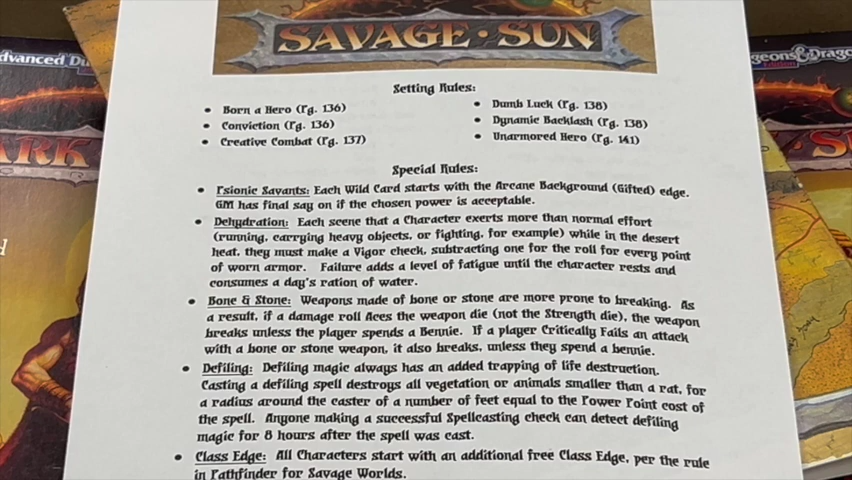 dvanced Du
SAVAGE · SUN
geons & Drago
ARK
Setting Rules:
• Born a Hero (Pg. 136)
• Conviction (Pg. 136)
• Creative Combat (Pg. 137)
• Dumb Luck (Pg. 138)
• Dynamic Backlash (Pg. 138)
• Unarmored Hero (Pg. 141)
Special Rules:
• Psionic Savants: Each Wild Card starts with the Arcane Background (Gifted) edge.
GM has final say on if the chosen power is acceptable.
• Dehydration: Each scene that a Character exerts more than normal effort
(running, carrying heavy objects, or fighting, for example) while in the desert
heat, they must make a Vigor check, subtracting one for the roll for every point
of worn armor. Failure adds a level of fatigue until the character rests and
consumes a day's ration of water.
• Bone & Stone: Weapons made of bone or stone are more prone to breaking. As
a result, if a damage roll Aces the weapon die (not the Strength die), the weapon
breaks unless the player spends a Bennie. If a player Critically Fails an attack
with a bone or stone weapon, it also breaks, unless they spend a bennie.
• Defiling: Defiling magic always has an added trapping of life destruction.
Casting a defiling spell destroys all vegetation or animals smaller than a rat, for
a radius around the caster of a number of feet equal to the Power Point cost of
the spell. Anyone making a successful Spellcasting check can detect defiling
magic for 8 hours after the spell was cast.
• Class Edge: All Characters start with an additional free Class Edge, per the rule
in Pathfinder for Savage Worlds.